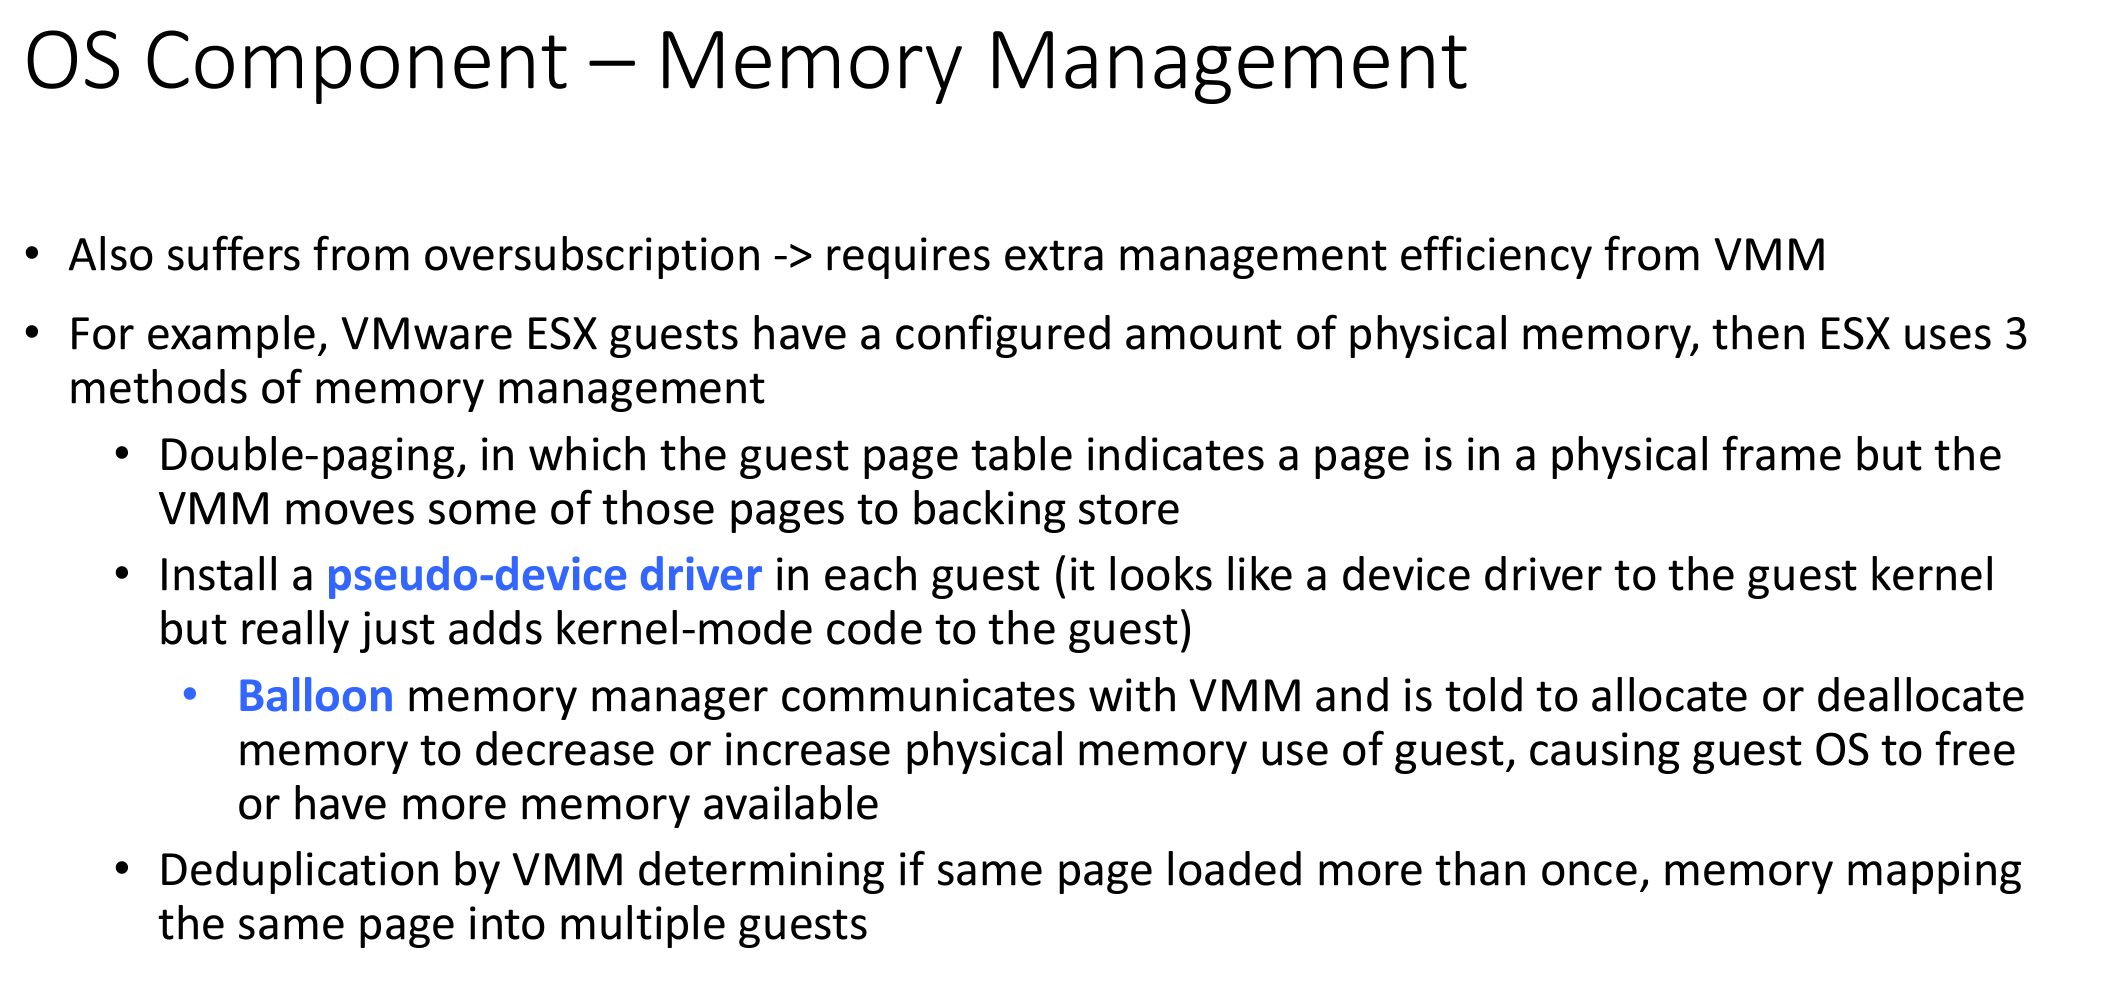 OS Component – Memory Management
• Also suffers from oversubscription -> requires extra management efficiency from VMM
• For example, VMware ESX guests have a configured amount of physical memory, then ESX uses 3
methods of memory management
• Double-paging, in which the guest page table indicates a page is in a physical frame but the
VMM moves some of those pages to backing store
• Install a pseudo-device driver in each guest (it looks like a device driver to the guest kernel
but really just adds kernel-mode code to the guest)
• Balloon memory manager communicates with VMM and is told to allocate or deallocate
memory to decrease or increase physical memory use of guest, causing guest OS to free
or have more memory available
• Deduplication by VMM determining if same page loaded more than once, memory mapping
the same page into multiple guests